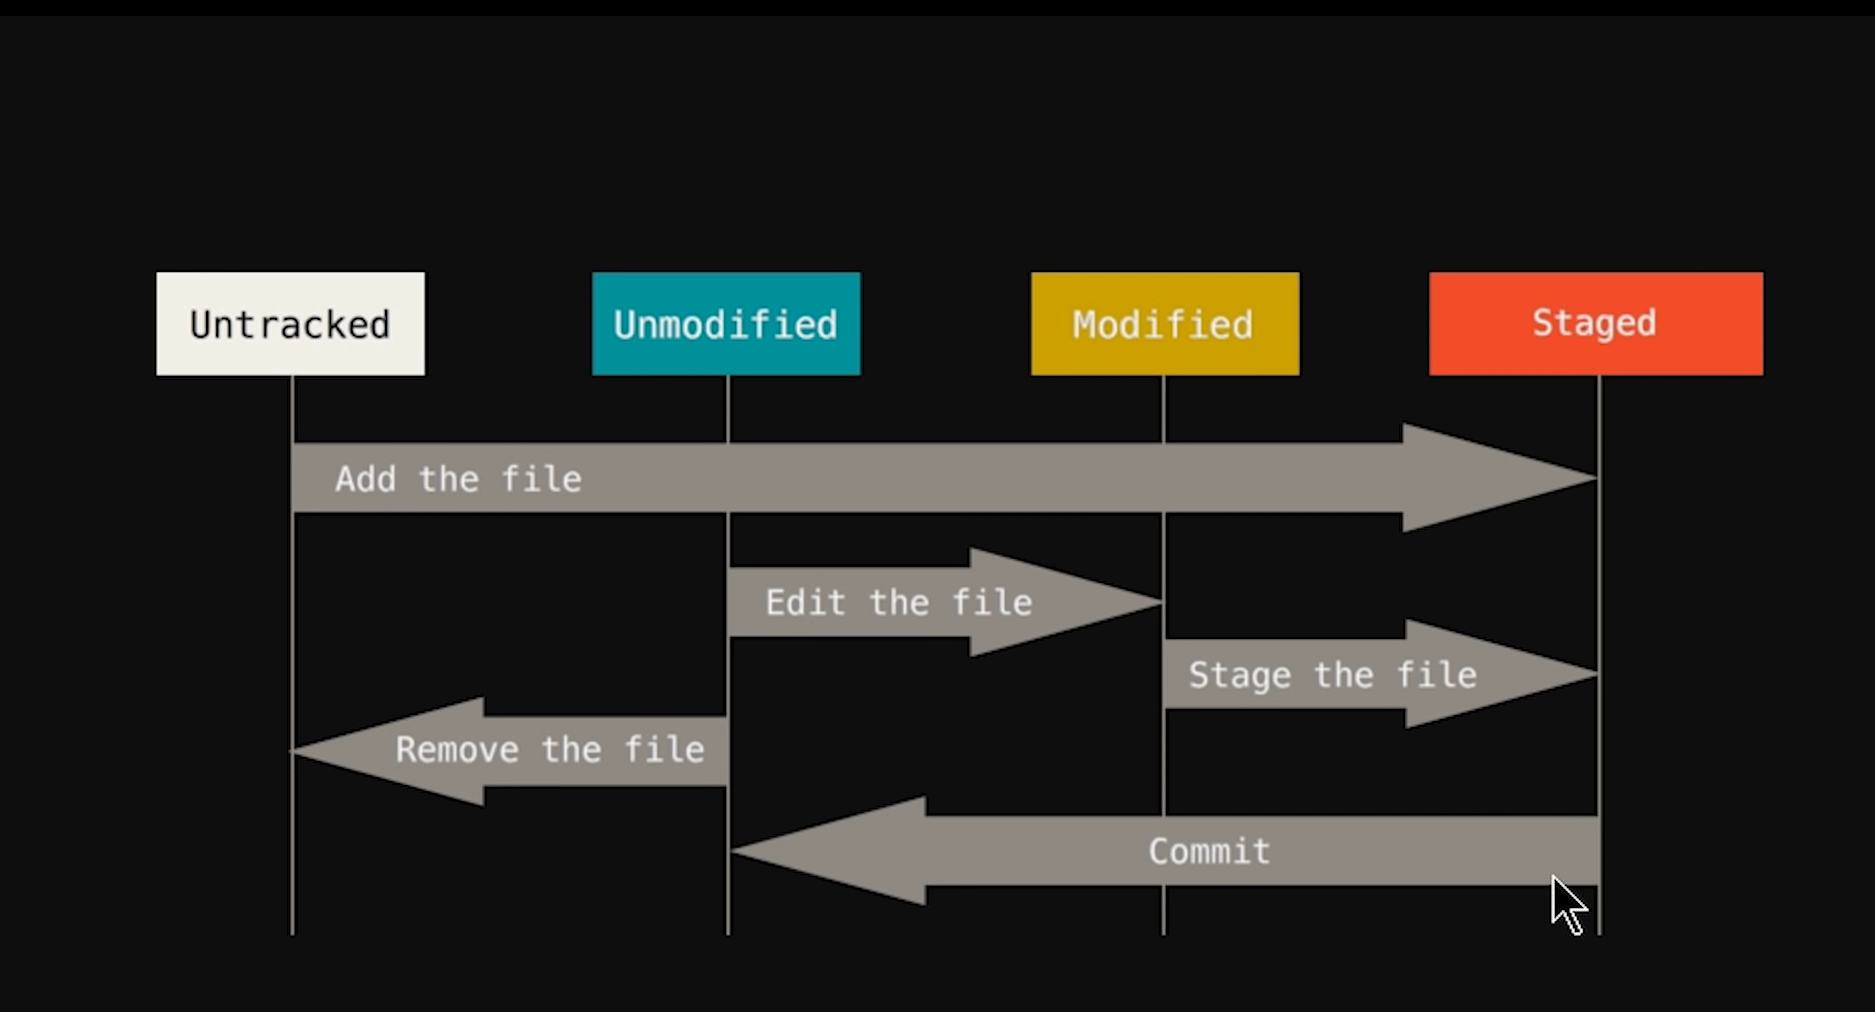 Untracked
Unmodified
Modified
Staged
Add the file
Edit the file
Stage the file
Remove the file
Commit